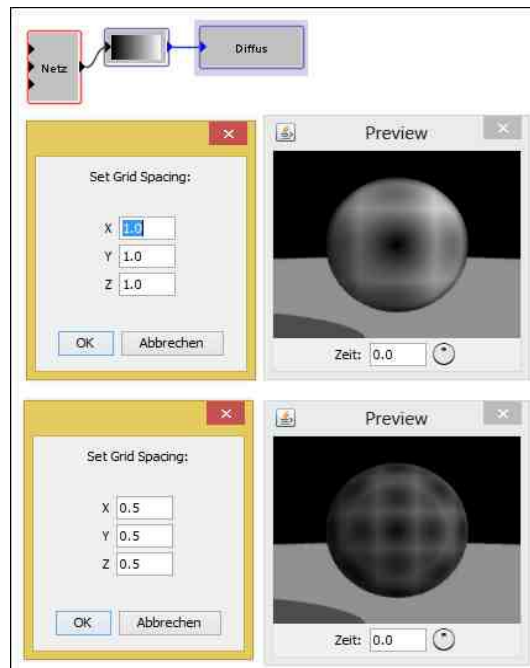 Netz
Diffus
Set Grid Spacing:
X 1.0
Y 1.0
Z 1.0
OK Abbrechen
Preview
Zeit: 0.0
Set Grid Spacing:
X 0.5
Y 0.5
Z 0.5
OK Abbrechen
Preview
Zeit: 0.0